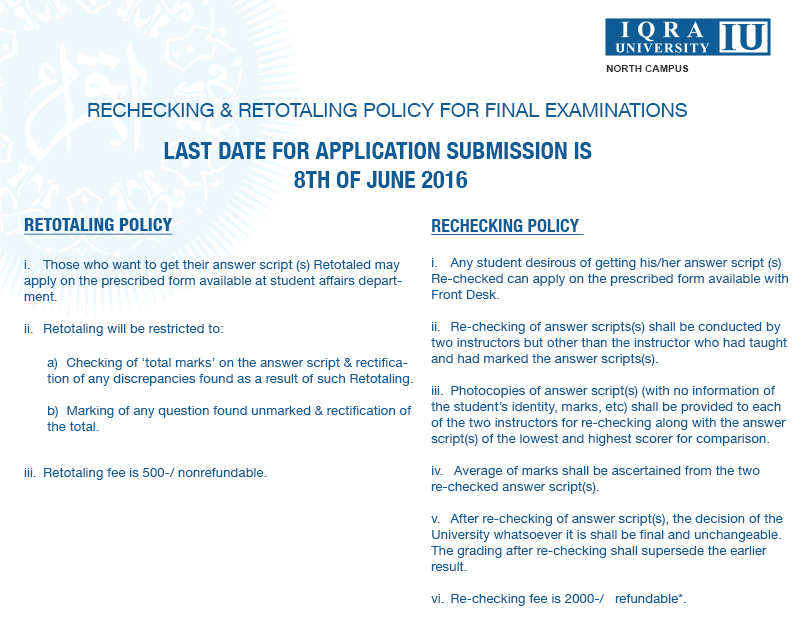 IQRA
UNIVERSITY
IU
NORTH CAMPUS
RECHECKING & RETOTALING POLICY FOR FINAL EXAMINATIONS
LAST DATE FOR APPLICATION SUBMISSION IS
8TH OF JUNE 2016
RETOTALING POLICY
i. Those who want to get their answer script (s) Retotaled may
apply on the prescribed form available at student affairs depart-
ment.
ii. Retotaling will be restricted to:
a) Checking of ‘total marks’ on the answer script & rectifica-
tion of any discrepancies found as a result of such Retotaling.
b) Marking of any question found unmarked & rectification of
the total.
iii. Retotaling fee is 500-/ nonrefundable.
RECHECKING POLICY
i. Any student desirous of getting his/her answer script (s)
Re-checked can apply on the prescribed form available with
Front Desk.
ii. Re-checking of answer scripts(s) shall be conducted by
two instructors but other than the instructor who had taught
and had marked the answer scripts(s).
iii. Photocopies of answer script(s) (with no information of
the student’s identity, marks, etc) shall be provided to each
of the two instructors for re-checking along with the answer
script(s) of the lowest and highest scorer for comparison.
iv. Average of marks shall be ascertained from the two
re-checked answer script(s).
v. After re-checking of answer script(s), the decision of the
University whatsoever it is shall be final and unchangeable.
The grading after re-checking shall supersede the earlier
result.
vi. Re-checking fee is 2000-/ refundable*.